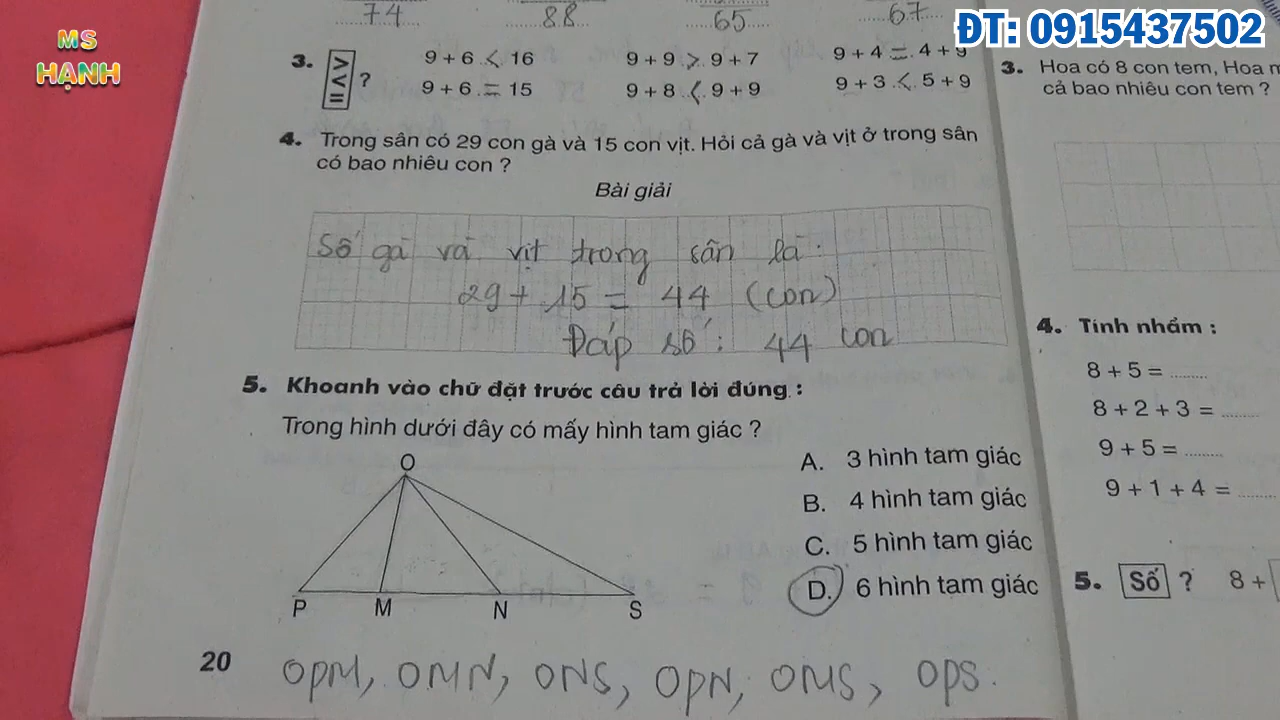 MS
HẠNH
ĐT: 0915437502
74 88 65 67
3. > < = ?
9 + 6 < 16 9 + 9 > 9 + 7 9 + 4 = 4 + 9
9 + 6 = 15 9 + 8 < 9 + 9 9 + 3 < 5 + 9
4. Trong sân có 29 con gà và 15 con vịt. Hỏi cả gà và vịt ở trong sân
có bao nhiêu con ?
Bài giải
Số gà và vịt trong sân là:
29 + 15 = 44 (con)
Đáp số: 44 con
5. Khoanh vào chữ đặt trước câu trả lời đúng :
Trong hình dưới đây có mấy hình tam giác ?
O
P M N S
A. 3 hình tam giác
B. 4 hình tam giác
C. 5 hình tam giác
D. 6 hình tam giác
20
OPM, OMN, ONS, OPN, OMS, OPS.
3. Hoa có 8 con tem, Hoa
cả bao nhiêu con tem ?
4. Tính nhẩm :
8 + 5 = ........
8 + 2 + 3 = ........
9 + 5 = ........
9 + 1 + 4 = ........
5. Số ? 8 +